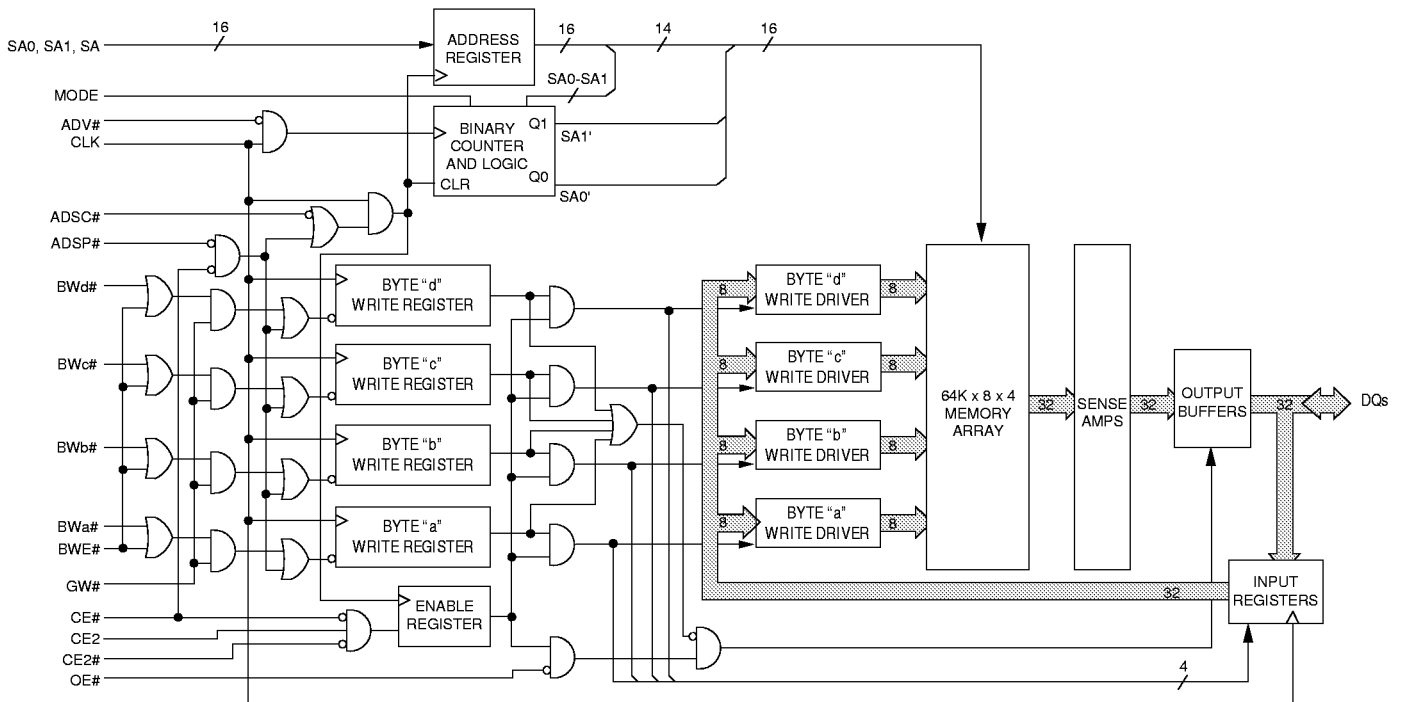 16
SA0, SA1, SA
ADDRESS
REGISTER
16
14
16
SA0-SA1
MODE
ADV#
CLK
BINARY
COUNTER
AND LOGIC
Q1
Q0
CLR
SA1'
SA0'
ADSC#
ADSP#
BWd#
BYTE “d”
WRITE REGISTER
8
BYTE “d”
WRITE DRIVER
8
BWc#
BYTE “c”
WRITE REGISTER
8
BYTE “c”
WRITE DRIVER
8
64K x 8 x 4
MEMORY
ARRAY
32
SENSE
AMPS
32
OUTPUT
BUFFERS
32
DQs
BWb#
BYTE “b”
WRITE REGISTER
8
BYTE “b”
WRITE DRIVER
8
BWa#
BWE#
BYTE “a”
WRITE REGISTER
8
BYTE “a”
WRITE DRIVER
8
GW#
CE#
CE2
CE2#
OE#
ENABLE
REGISTER
32
INPUT
REGISTERS
4